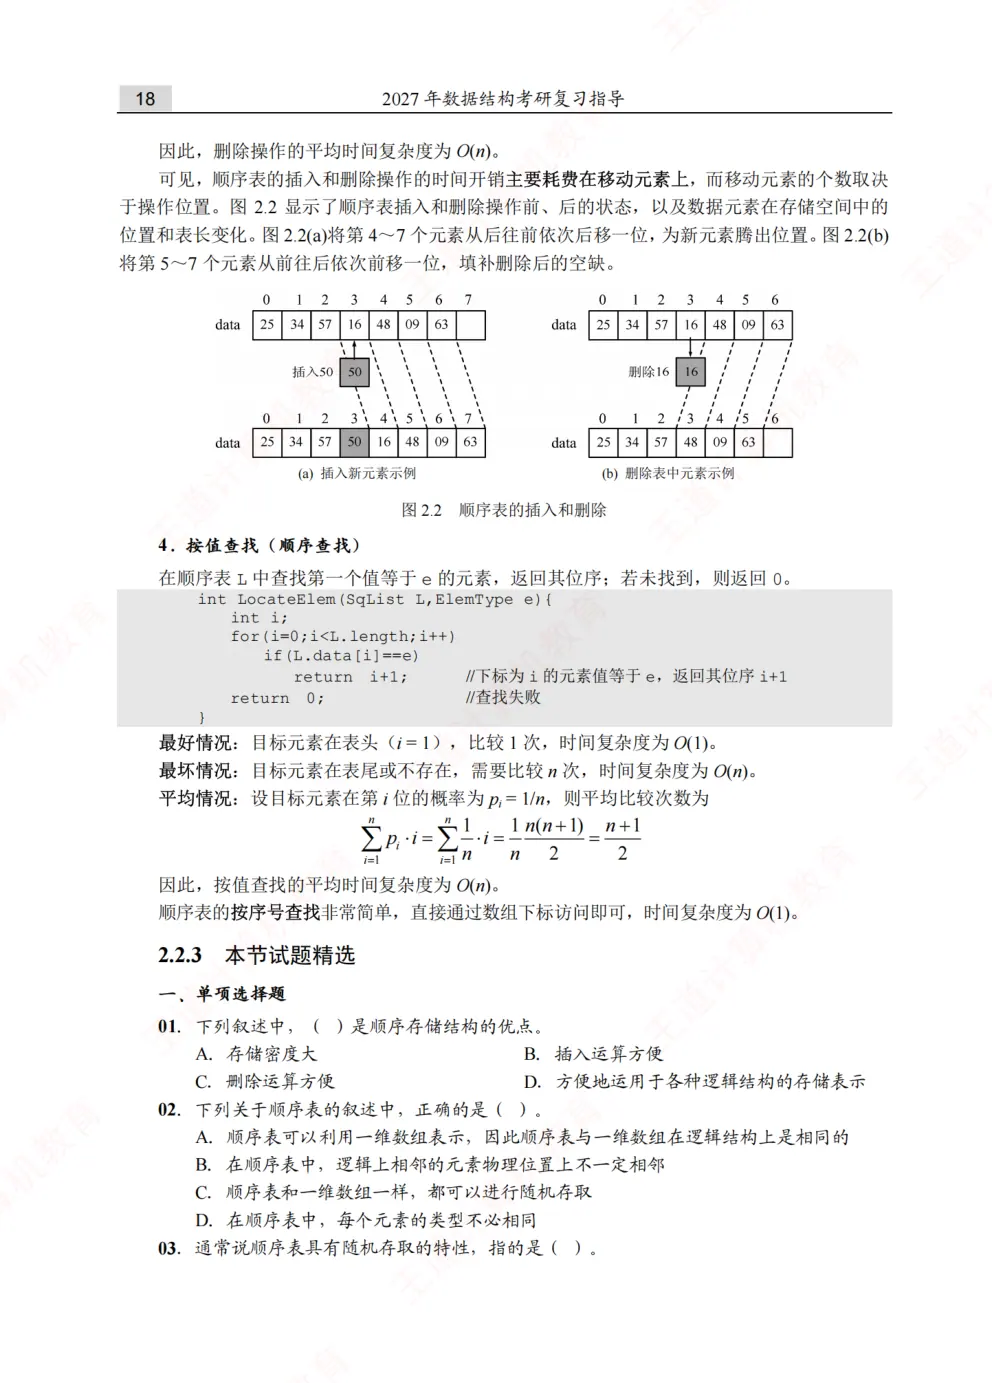 18
2027 年数据结构考研复习指导
因此，删除操作的平均时间复杂度为 O(n)。
可见，顺序表的插入和删除操作的时间开销主要耗费在移动元素上，而移动元素的个数取决
于操作位置。图 2.2 显示了顺序表插入和删除操作前、后的状态，以及数据元素在存储空间中的
位置和表长变化。图 2.2(a)将第 4～7 个元素从后往前依次后移一位，为新元素腾出位置。图 2.2(b)
将第 5～7 个元素从前往后依次前移一位，填补删除后的空缺。
0 1 2 3 4 5 6 7
data 25 34 57 16 48 09 63
插入50 50
0 1 2 3 4 5 6 7
data 25 34 57 50 16 48 09 63
(a) 插入新元素示例
0 1 2 3 4 5 6
data 25 34 57 16 48 09 63
删除16 16
0 1 2 3 4 5 6
data 25 34 57 48 09 63
(b) 删除表中元素示例
图 2.2 顺序表的插入和删除
4．按值查找（顺序查找）
在顺序表 L 中查找第一个值等于 e 的元素，返回其位序；若未找到，则返回 0。
int LocateElem(SqList L,ElemType e){
int i;
for(i=0;i<L.length;i++)
if(L.data[i]==e)
return i+1; //下标为 i 的元素值等于 e，返回其位序 i+1
return 0; //查找失败
}
最好情况：目标元素在表头（i = 1），比较 1 次，时间复杂度为 O(1)。
最坏情况：目标元素在表尾或不存在，需要比较 n 次，时间复杂度为 O(n)。
平均情况：设目标元素在第 i 位的概率为 pᵢ = 1/n，则平均比较次数为
∑ⁿᵢ₌₁ pᵢ · i = ∑ⁿᵢ₌₁ 1/n · i = 1/n n(n+1)/2 = n+1/2
因此，按值查找的平均时间复杂度为 O(n)。
顺序表的按序号查找非常简单，直接通过数组下标访问即可，时间复杂度为 O(1)。
2.2.3 本节试题精选
一、单项选择题
01. 下列叙述中，（ ）是顺序存储结构的优点。
A. 存储密度大 B. 插入运算方便
C. 删除运算方便 D. 方便地运用于各种逻辑结构的存储表示
02. 下列关于顺序表的叙述中，正确的是（ ）。
A. 顺序表可以利用一维数组表示，因此顺序表与一维数组在逻辑结构上是相同的
B. 在顺序表中，逻辑上相邻的元素物理位置上不一定相邻
C. 顺序表和一维数组一样，都可以进行随机存取
D. 在顺序表中，每个元素的类型不必相同
03. 通常说顺序表具有随机存取的特性，指的是（ ）。